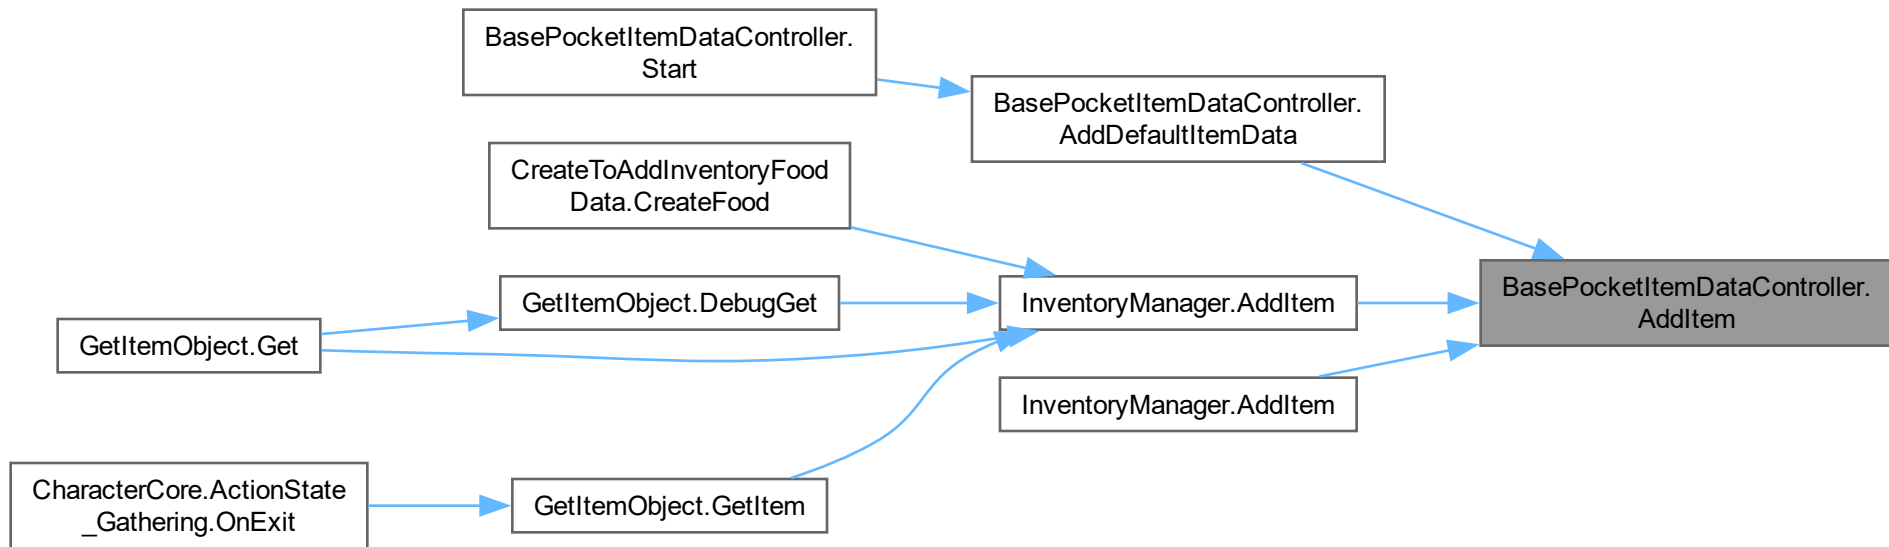 BasePocketItemDataController.
Start
BasePocketItemDataController.
AddDefaultItemData
CreateToAddInventoryFood
Data.CreateFood
GetItemObject.DebugGet
InventoryManager.AddItem
BasePocketItemDataController.
AddItem
GetItemObject.Get
InventoryManager.AddItem
CharacterCore.ActionState
_Gathering.OnExit
GetItemObject.GetItem